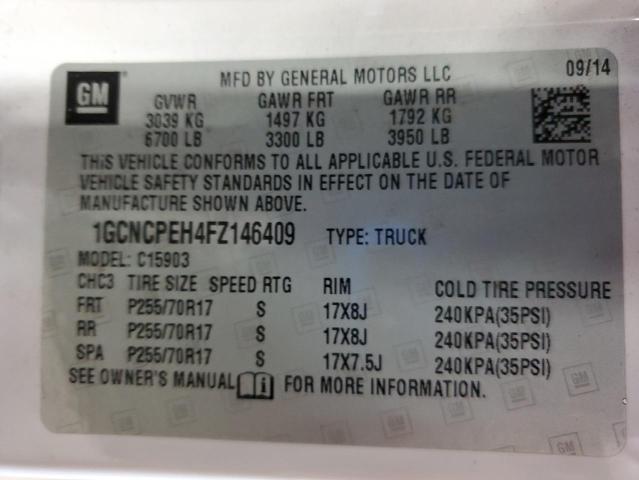 GM
MFD BY GENERAL MOTORS LLC 09/14
GVWR GAWR FRT GAWR RR
3039 KG 1497 KG 1792 KG
6700 LB 3300 LB 3950 LB
THIS VEHICLE CONFORMS TO ALL APPLICABLE U.S. FEDERAL MOTOR
VEHICLE SAFETY STANDARDS IN EFFECT ON THE DATE OF
MANUFACTURE SHOWN ABOVE.
1GCNCPEH4FZ146409 TYPE: TRUCK
MODEL: C15903
CHC3 TIRE SIZE SPEED RTG RIM COLD TIRE PRESSURE
FRT P255/70R17 S 17X8J 240KPA(35PSI)
RR P255/70R17 S 17X8J 240KPA(35PSI)
SPA P255/70R17 S 17X7.5J 240KPA(35PSI)
SEE OWNER'S MANUAL FOR MORE INFORMATION.